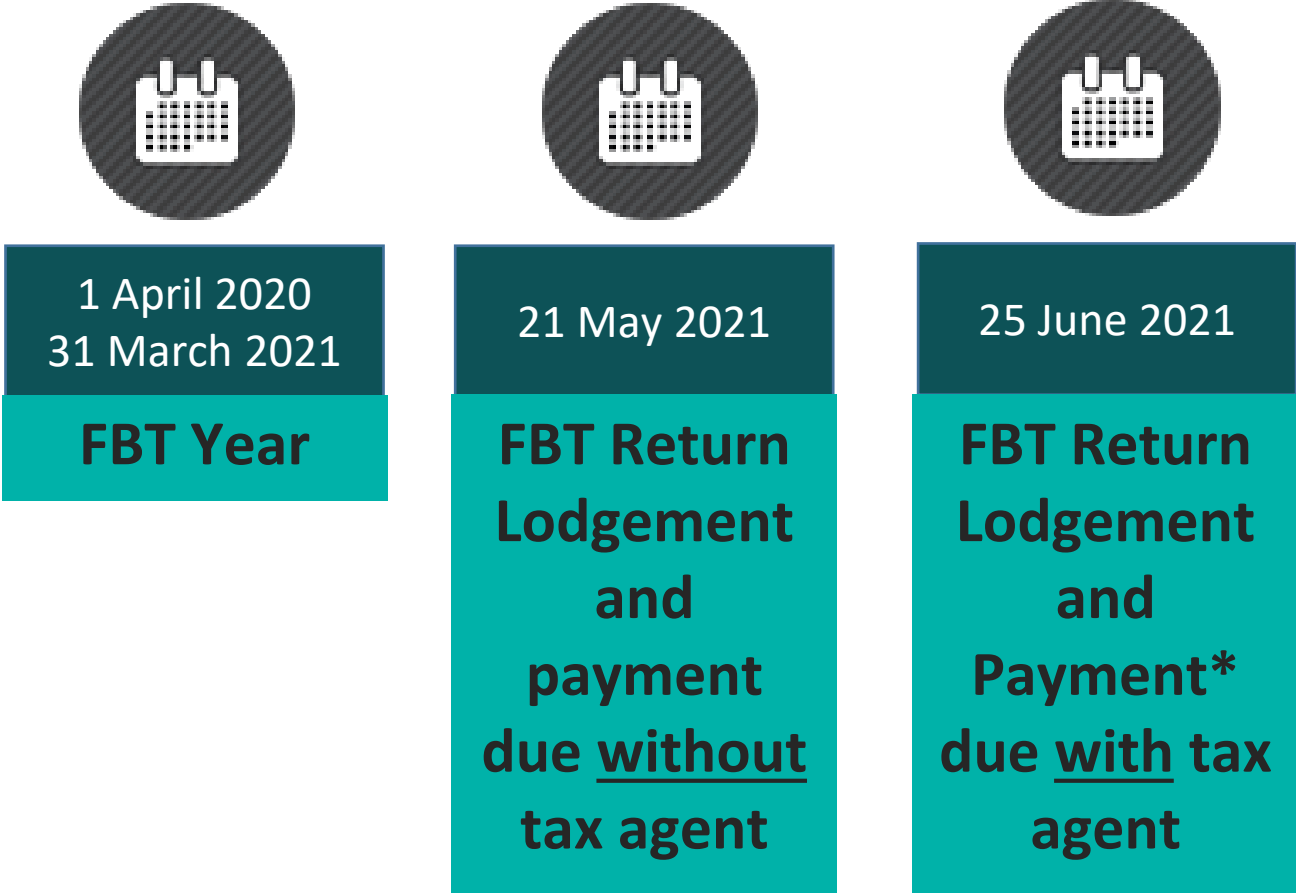 1 April 2020
31 March 2021
FBT Year
21 May 2021
FBT Return
Lodgement
and
payment
due without
tax agent
25 June 2021
FBT Return
Lodgement
and
Payment*
due with tax
agent